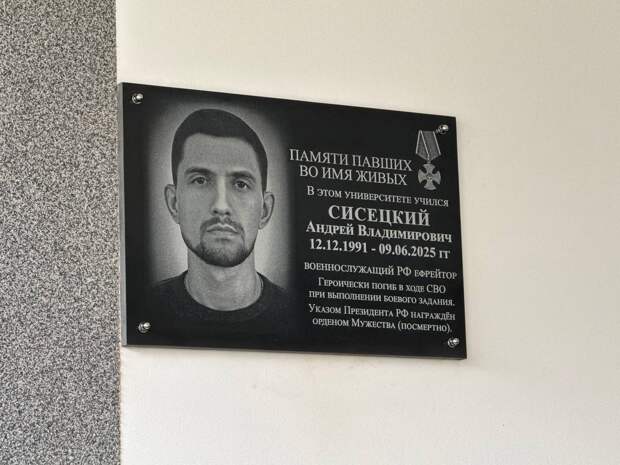 ПАМЯТИ ПАВШИХ
ВО ИМЯ ЖИВЫХ
В ЭТОМ УНИВЕРСИТЕТЕ УЧИЛСЯ
СИСЕЦКИЙ
АНДРЕЙ ВЛАДИМИРОВИЧ
12.12.1991 - 09.06.2025 ГГ
ВОЕННОСЛУЖАЩИЙ РФ ЕФРЕЙТОР
ГЕРОИЧЕСКИ ПОГИБ В ХОДЕ СВО
ПРИ ВЫПОЛНЕНИИ БОЕВОГО ЗАДАНИЯ.
УКАЗОМ ПРЕЗИДЕНТА РФ НАГРАЖДЁН
ОРДЕНОМ МУЖЕСТВА (ПОСМЕРТНО).